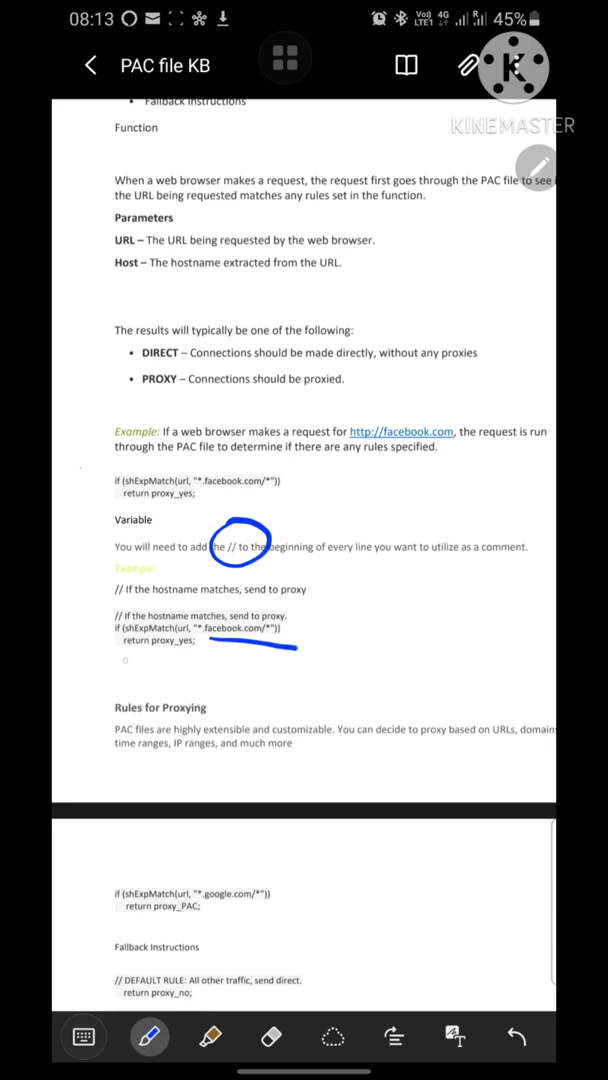 08:13
Vo)) 4G R 45%
LTE1
PAC file KB
KINEMASTER
• Fallback Instructions
Function
When a web browser makes a request, the request first goes through the PAC file to see
the URL being requested matches any rules set in the function.
Parameters
URL – The URL being requested by the web browser.
Host – The hostname extracted from the URL.
The results will typically be one of the following:
• DIRECT – Connections should be made directly, without any proxies
• PROXY – Connections should be proxied.
Example: If a web browser makes a request for http://facebook.com, the request is run
through the PAC file to determine if there are any rules specified.
if (shExpMatch(url, "*.facebook.com/*"))
return proxy_yes;
Variable
You will need to add the // to the beginning of every line you want to utilize as a comment.
Example:
// If the hostname matches, send to proxy
// If the hostname matches, send to proxy.
if (shExpMatch(url, "*.facebook.com/*"))
return proxy_yes;
Rules for Proxying
PAC files are highly extensible and customizable. You can decide to proxy based on URLs, domains
time ranges, IP ranges, and much more
if (shExpMatch(url, "*.google.com/*"))
return proxy_PAC;
Fallback Instructions
// DEFAULT RULE: All other traffic, send direct.
return proxy_no;